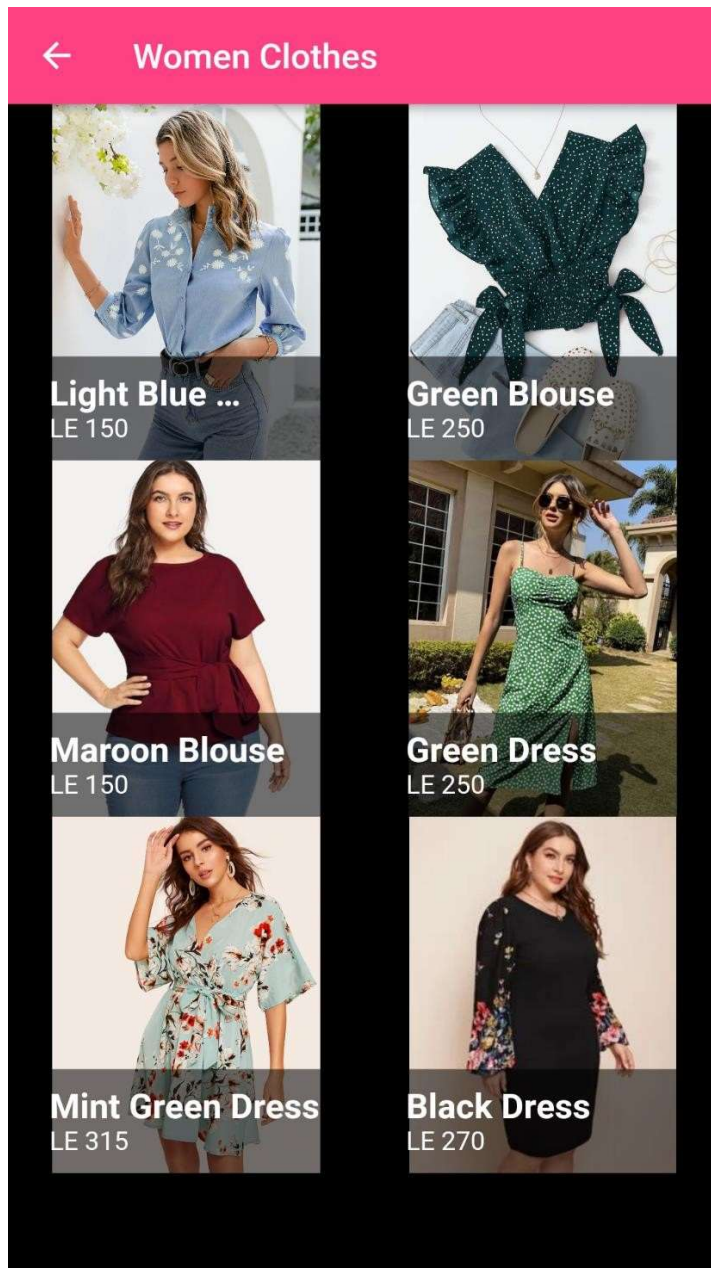 Women Clothes
Light Blue ...
LE 150
Green Blouse
LE 250
Maroon Blouse
LE 150
Green Dress
LE 250
Mint Green Dress
LE 315
Black Dress
LE 270